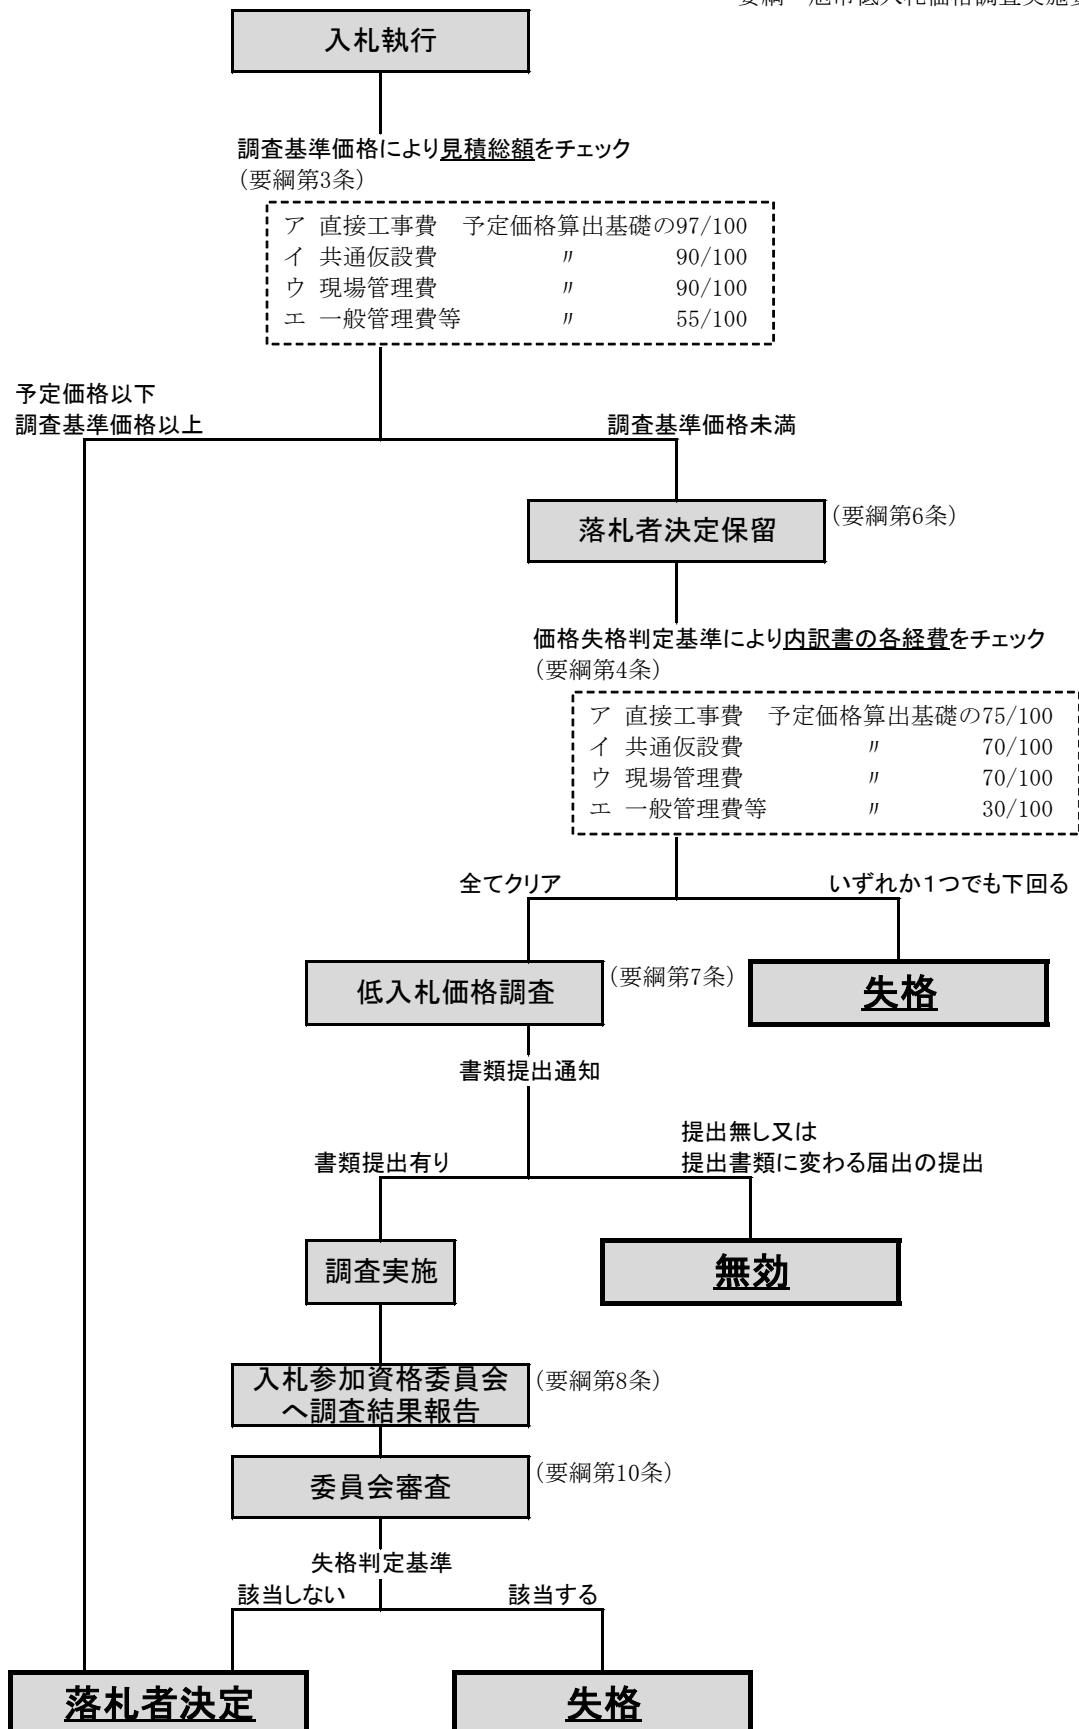 入札執行
調査基準価格により見積総額をチェック
(要綱第3条)
ア 直接工事費 予定価格算出基礎の97/100
イ 共通仮設費 〃 90/100
ウ 現場管理費 〃 90/100
エ 一般管理費等 〃 55/100
予定価格以下
調査基準価格以上
調査基準価格未満
落札者決定保留
(要綱第6条)
価格失格判定基準により内訳書の各経費をチェック
(要綱第4条)
ア 直接工事費 予定価格算出基礎の75/100
イ 共通仮設費 〃 70/100
ウ 現場管理費 〃 70/100
エ 一般管理費等 〃 30/100
全てクリア
いずれか1つでも下回る
低入札価格調査
(要綱第7条)
失格
書類提出通知
書類提出有り
提出無し又は
提出書類に変わる届出の提出
調査実施
無効
入札参加資格委員会
へ調査結果報告
(要綱第8条)
委員会審査
(要綱第10条)
失格判定基準
該当しない
該当する
落札者決定
失格